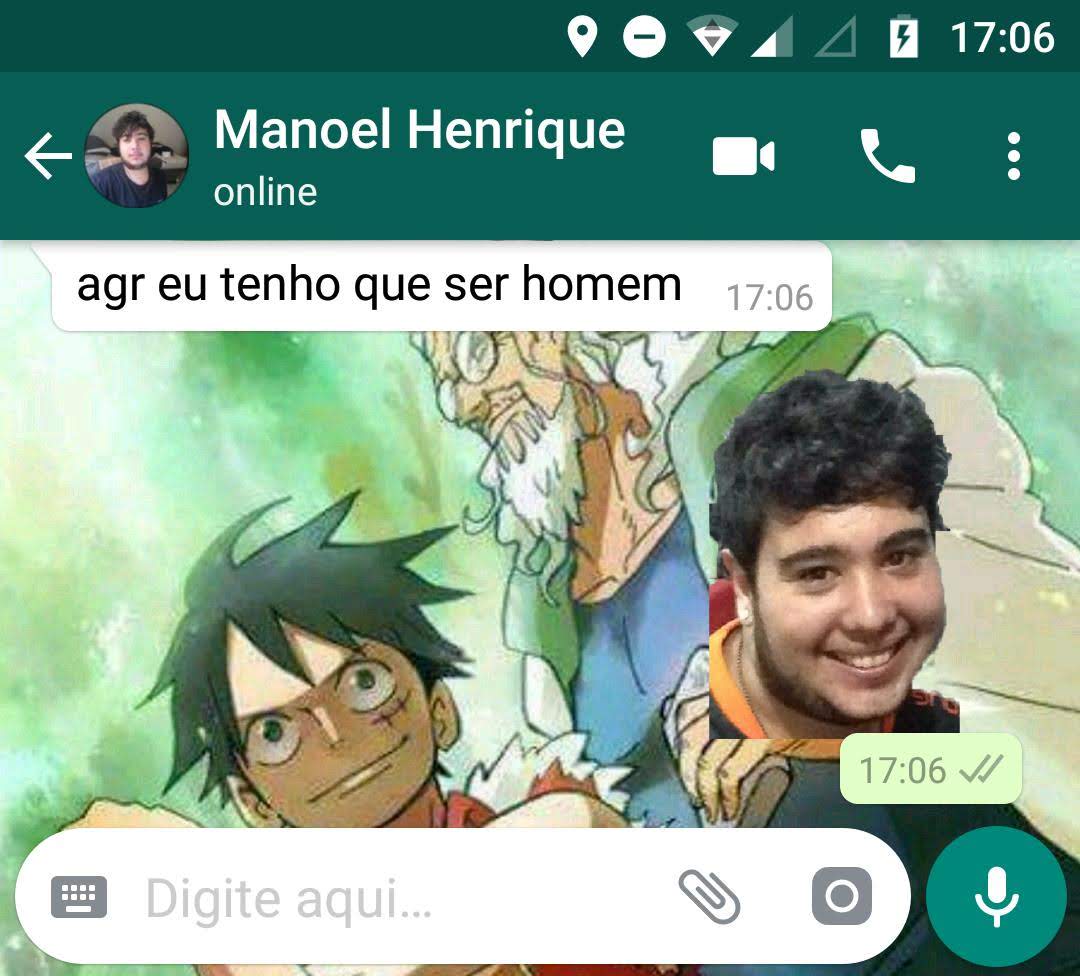 17:06
Manoel Henrique
online
agr eu tenho que ser homem 17:06
17:06
Digite aqui...